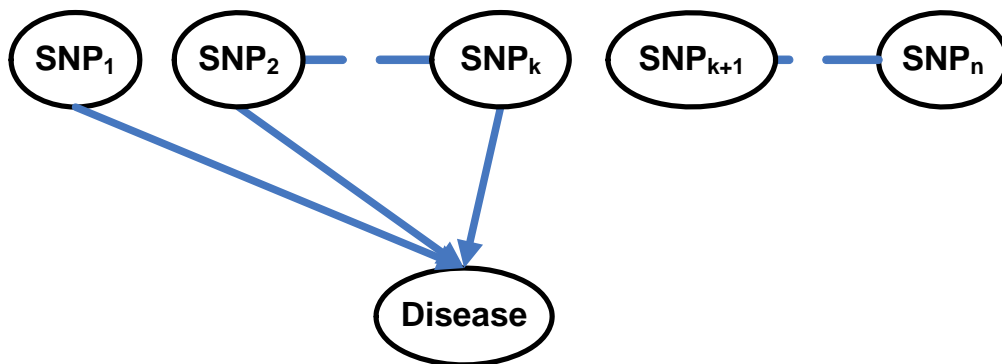 SNP₁ SNP₂ SNPₖ SNPₖ₊₁ SNPₙ
Disease